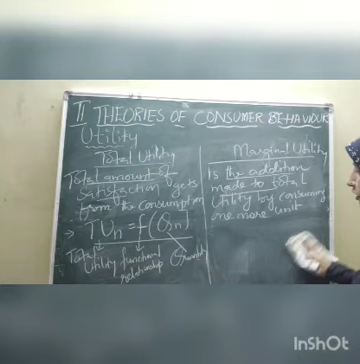 II THEORIES OF CONSUMER BEHAVIOUR
Utility
Total Utility
Total amount of
satisfaction gets
from the consumption
→ TUn = f(Qn)
Total Utility functional relationship Quantity
Marginal Utility
Is the addition
made to total
Utility by consuming
one more unit
InShOt